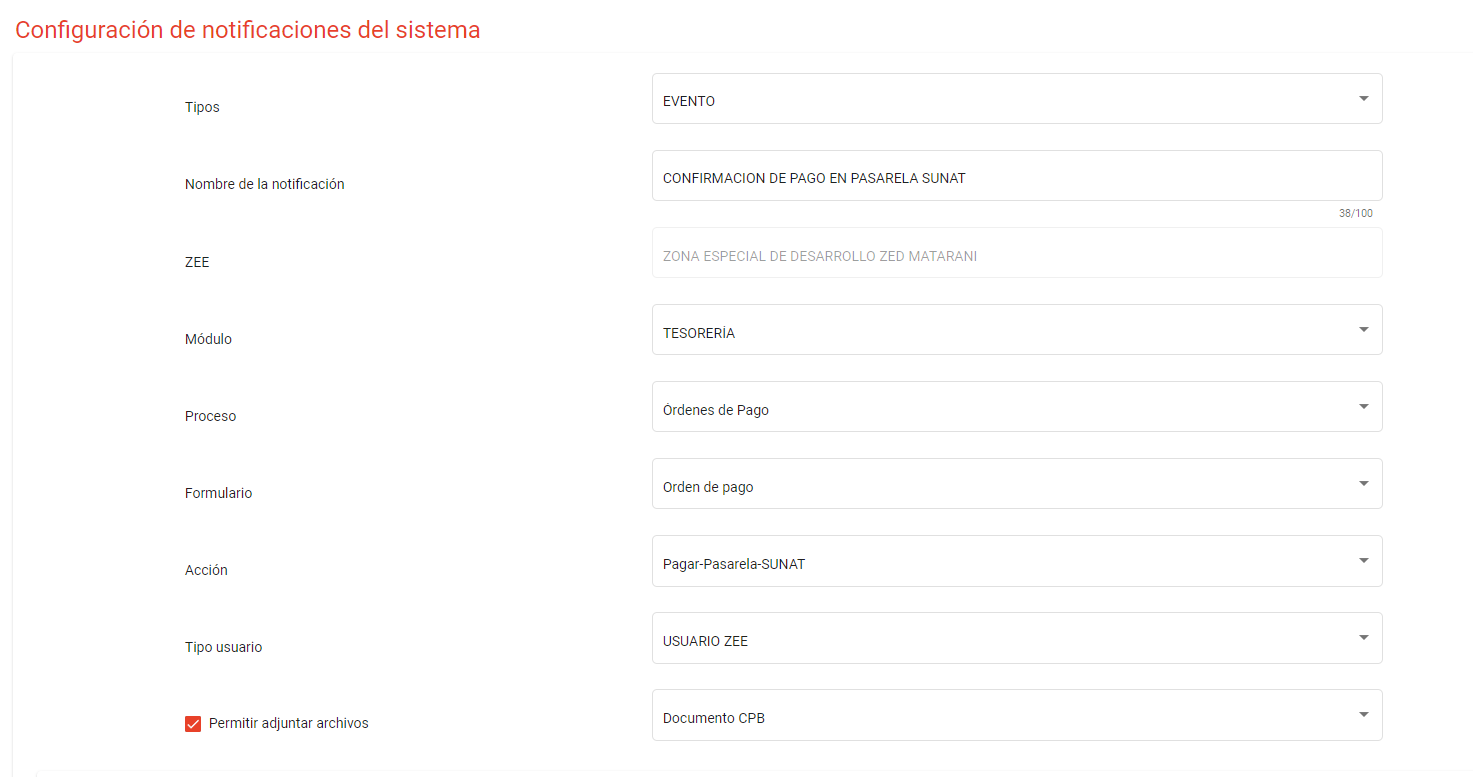 Configuración de notificaciones del sistema
Tipos
EVENTO
Nombre de la notificación
CONFIRMACION DE PAGO EN PASARELA SUNAT
38/100
ZEE
ZONA ESPECIAL DE DESARROLLO ZED MATARANI
Módulo
TESORERÍA
Proceso
Órdenes de Pago
Formulario
Orden de pago
Acción
Pagar-Pasarela-SUNAT
Tipo usuario
USUARIO ZEE
Permitir adjuntar archivos
Documento CPB